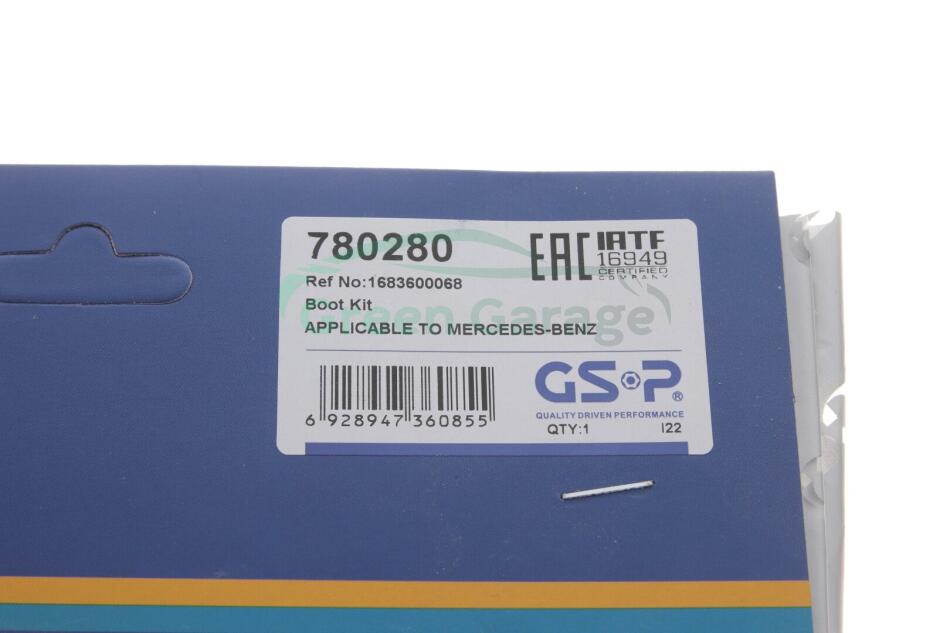 780280
EAC
IATF
16949
CERTIFIED
COMPANY
Ref No:1683600068
Boot Kit
Green Garage
APPLICABLE TO MERCEDES-BENZ
GSP®
QUALITY DRIVEN PERFORMANCE
6 928947 360855
QTY:1 I22